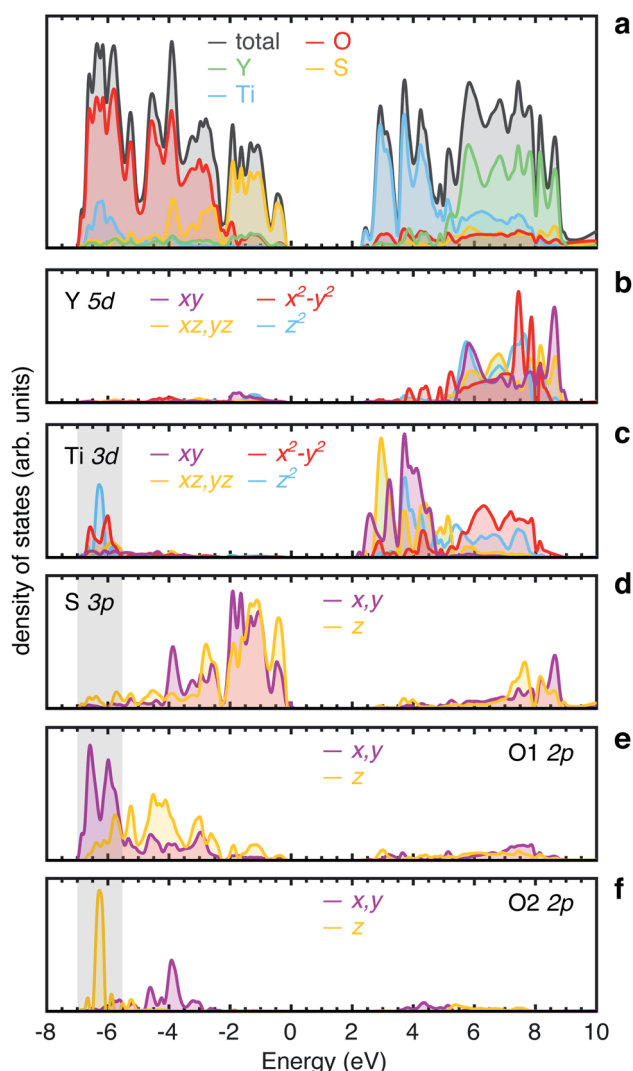 a
total O
Y S
Ti
b
Y 5d xy x²-y²
xz,yz z²
c
Ti 3d xy x²-y²
xz,yz z²
d
S 3p x,y
z
e
x,y O1 2p
z
f
x,y O2 2p
z
-8 -6 -4 -2 0 2 4 6 8 10
Energy (eV)
density of states (arb. units)